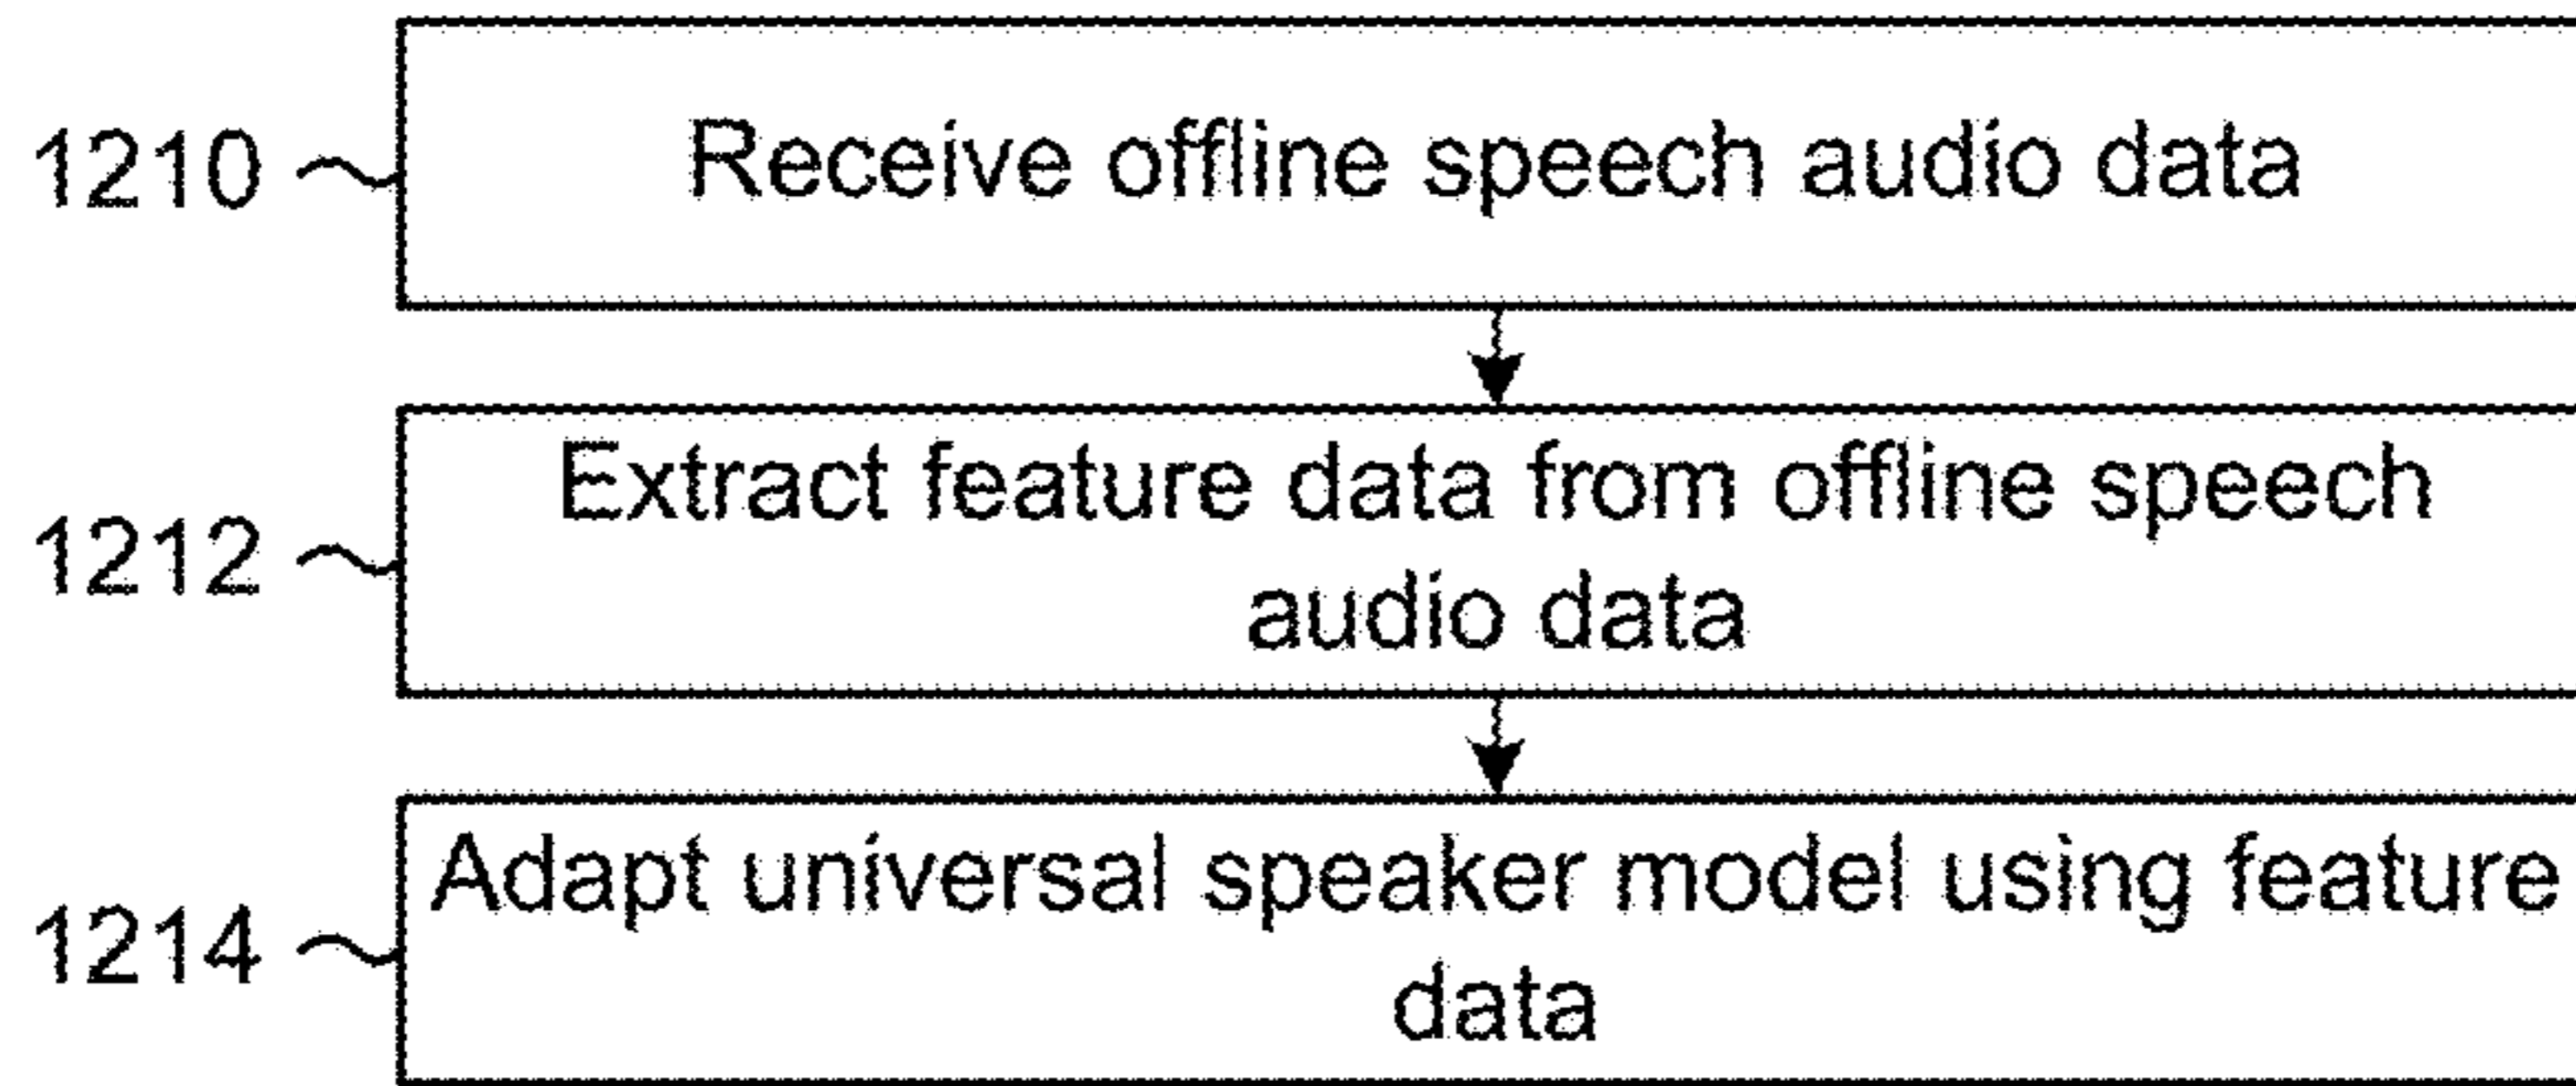 1210
Receive offline speech audio data
1212
Extract feature data from offline speech
audio data
1214
Adapt universal speaker model using feature
data